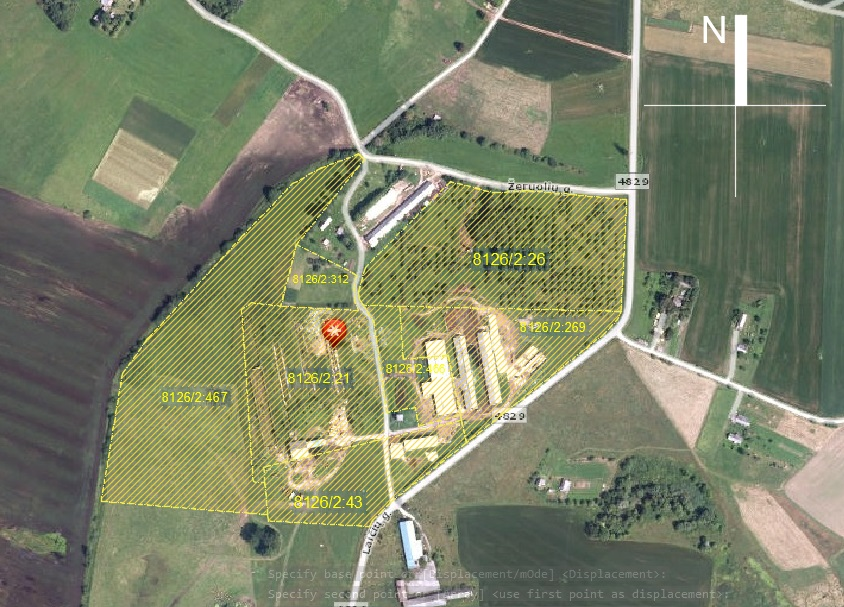 N
4829
Žeruolių g.
8126/2:26
8126/2:312
8126/2:269
8126/2:21
8126/2:467
4829
8126/2:43
Larčių g.
Specify base point or [Displacement/mOde] <Displacement>:
Specify second point or [Array] <use first point as displacement>: